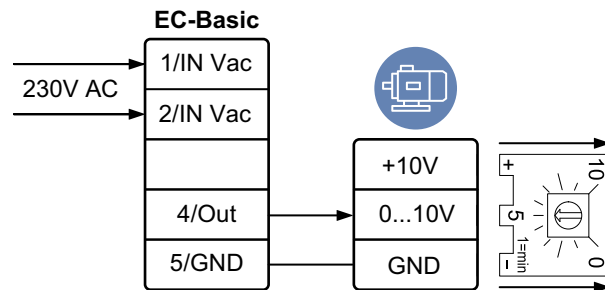 EC-Basic
1/IN Vac
230V AC
2/IN Vac
+10V
4/Out
0...10V
5/GND
GND
+
5
-
1=min
10
0